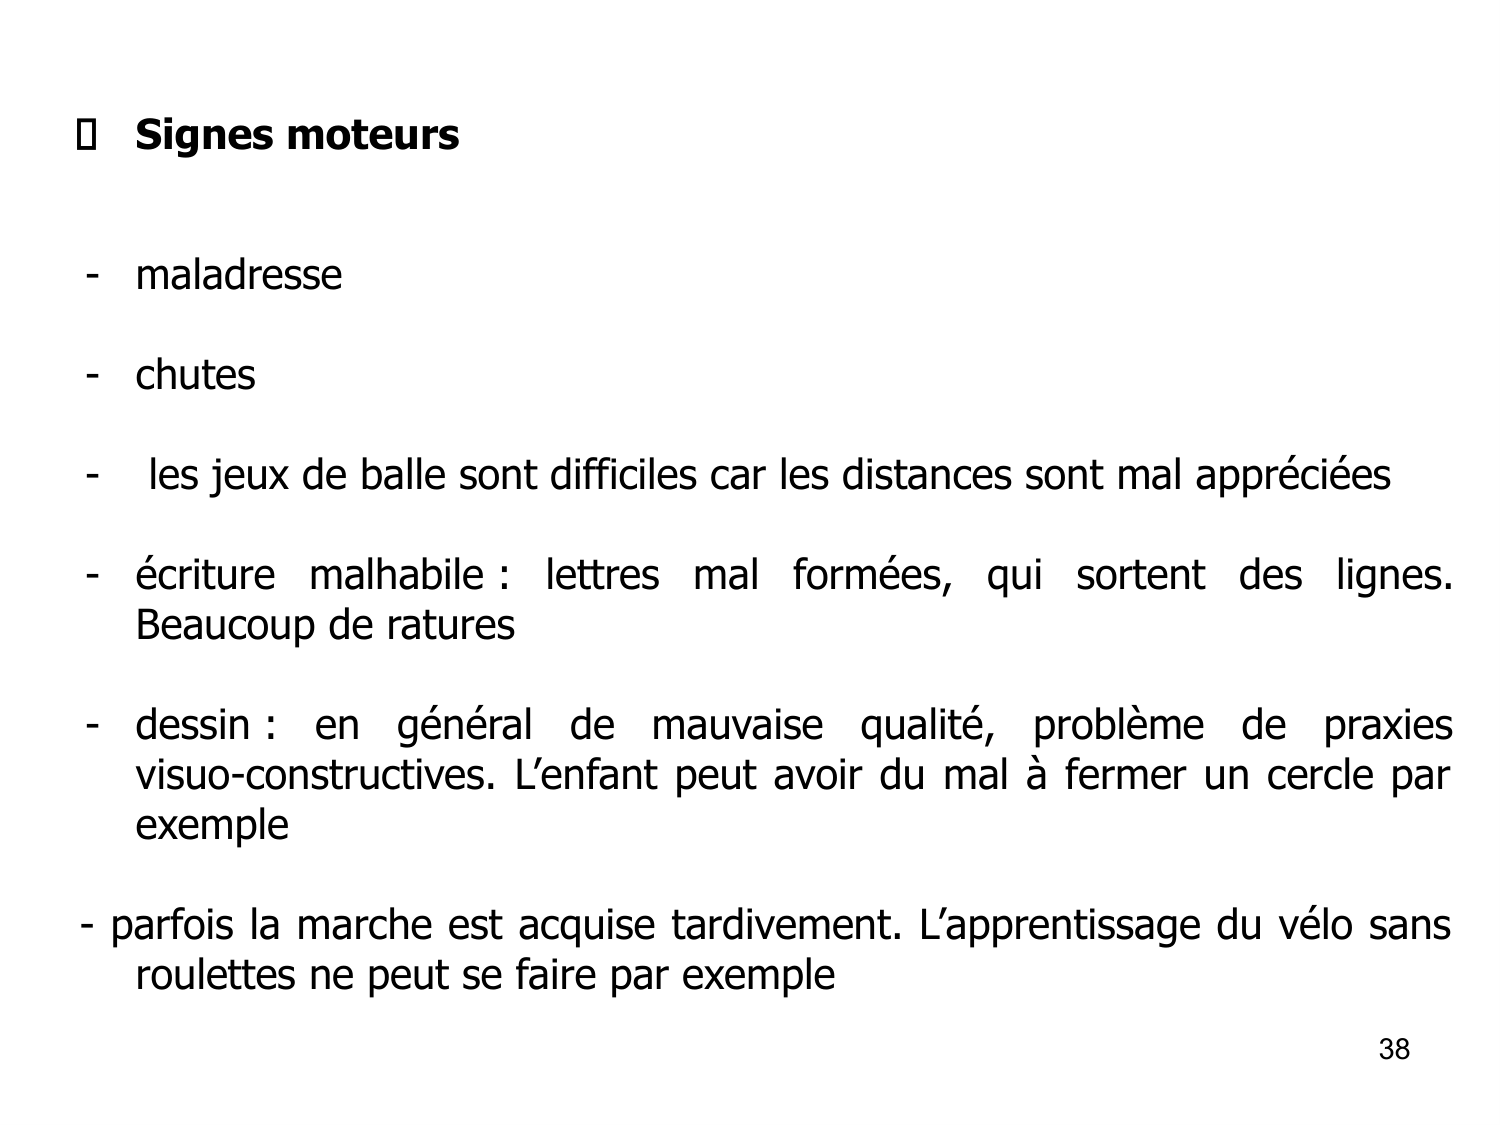 Signes moteurs
- maladresse
- chutes
- les jeux de balle sont difficiles car les distances sont mal appréciées
- écriture malhabile : lettres mal formées, qui sortent des lignes.
Beaucoup de ratures
- dessin : en général de mauvaise qualité, problème de praxies
visuo-constructives. L’enfant peut avoir du mal à fermer un cercle par
exemple
- parfois la marche est acquise tardivement. L’apprentissage du vélo sans
roulettes ne peut se faire par exemple
38